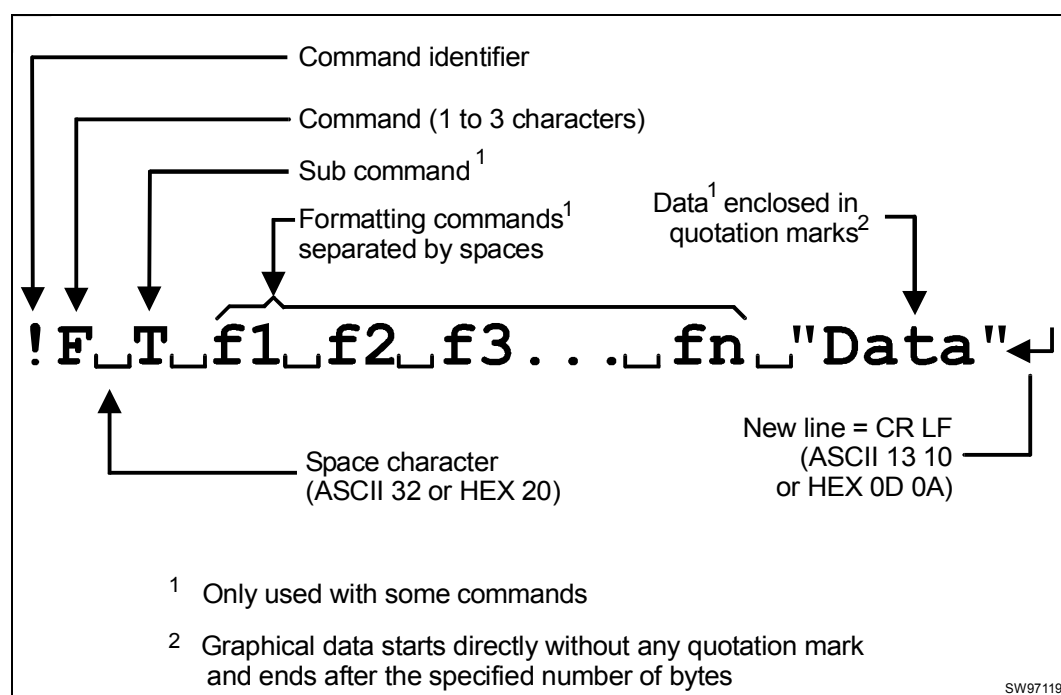 Command identifier
Command (1 to 3 characters)
Sub command 1
Formatting commands1
separated by spaces
Data1 enclosed in
quotation marks2
!F␣T␣f1␣f2␣f3...␣fn␣"Data"↵
Space character
(ASCII 32 or HEX 20)
New line = CR LF
(ASCII 13 10
or HEX 0D 0A)
1 Only used with some commands
2 Graphical data starts directly without any quotation mark
and ends after the specified number of bytes
SW97119